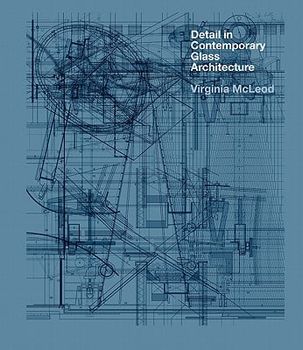 Detail in
Contemporary
Glass
Architecture
Virginia McLeod